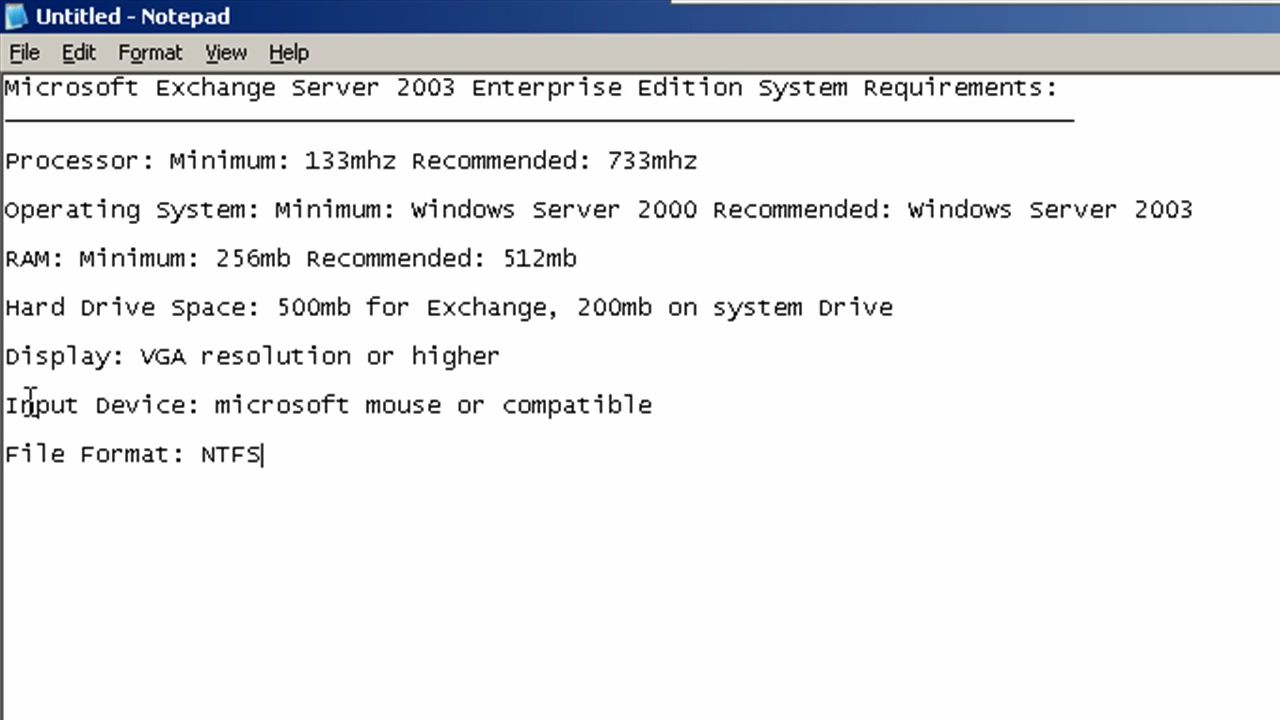 Untitled - Notepad
File Edit Format View Help
Microsoft Exchange Server 2003 Enterprise Edition System Requirements:
Processor: Minimum: 133mhz Recommended: 733mhz
Operating System: Minimum: Windows Server 2000 Recommended: Windows Server 2003
RAM: Minimum: 256mb Recommended: 512mb
Hard Drive Space: 500mb for Exchange, 200mb on system Drive
Display: VGA resolution or higher
Input Device: microsoft mouse or compatible
File Format: NTFS